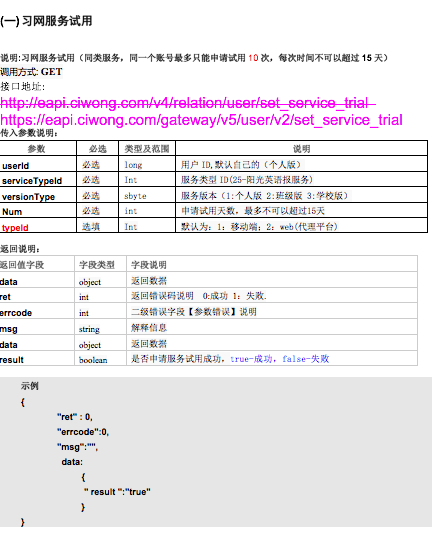 (一)习网服务试用
说明:习网服务试用（同类服务，同一个账号最多只能申请试用 10 次，每次时间不可以超过 15 天）
调用方式: GET
接口地址:
http://eapi.ciwong.com/v4/relation/user/set_service_trial
https://eapi.ciwong.com/gateway/v5/user/v2/set_service_trial
传入参数说明：
参数 必选 类型及范围 说明
userId 必选 long 用户 ID,默认自己的（个人版）
serviceTypeId 必选 Int 服务类型 ID(25-阳光英语报服务)
versionType 必选 sbyte 服务版本（1:个人版 2:班级版 3:学校版）
Num 必选 int 申请试用天数，最多不可以超过15天
typeId 选填 Int 默认为：1：移动端；2：web(代理平台)
返回说明：
返回值字段 字段类型 字段说明
data object 返回数据
ret int 返回错误码说明 0:成功 1：失败.
errcode int 二级错误字段【参数错误】说明
msg string 解释信息
data object 返回数据
result boolean 是否申请服务试用成功，true-成功，false-失败
示例
{
"ret" : 0,
"errcode":0,
"msg":"",
data:
{
" result ":"true"
}
}